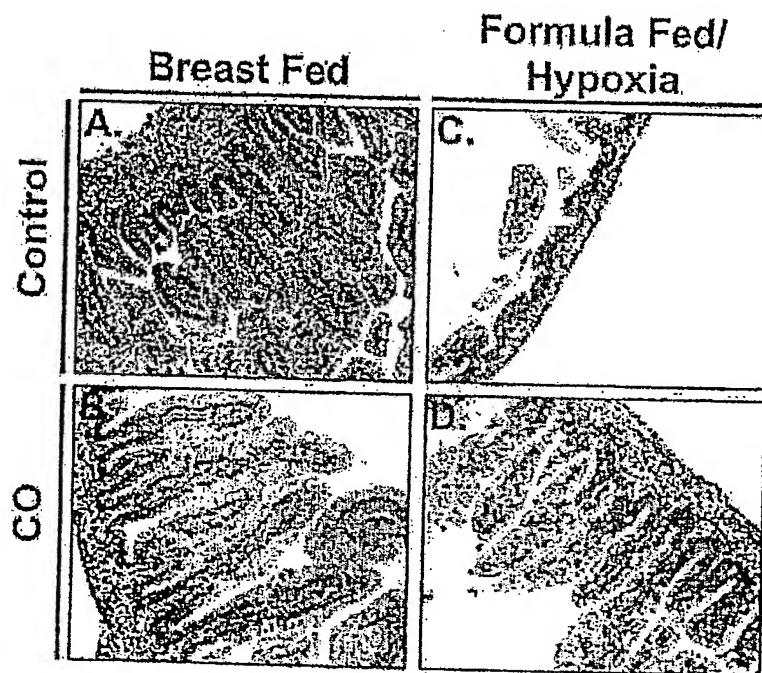 Breast Fed
Formula Fed/
Hypoxia
Control
A.
C.
CO
B.
D.